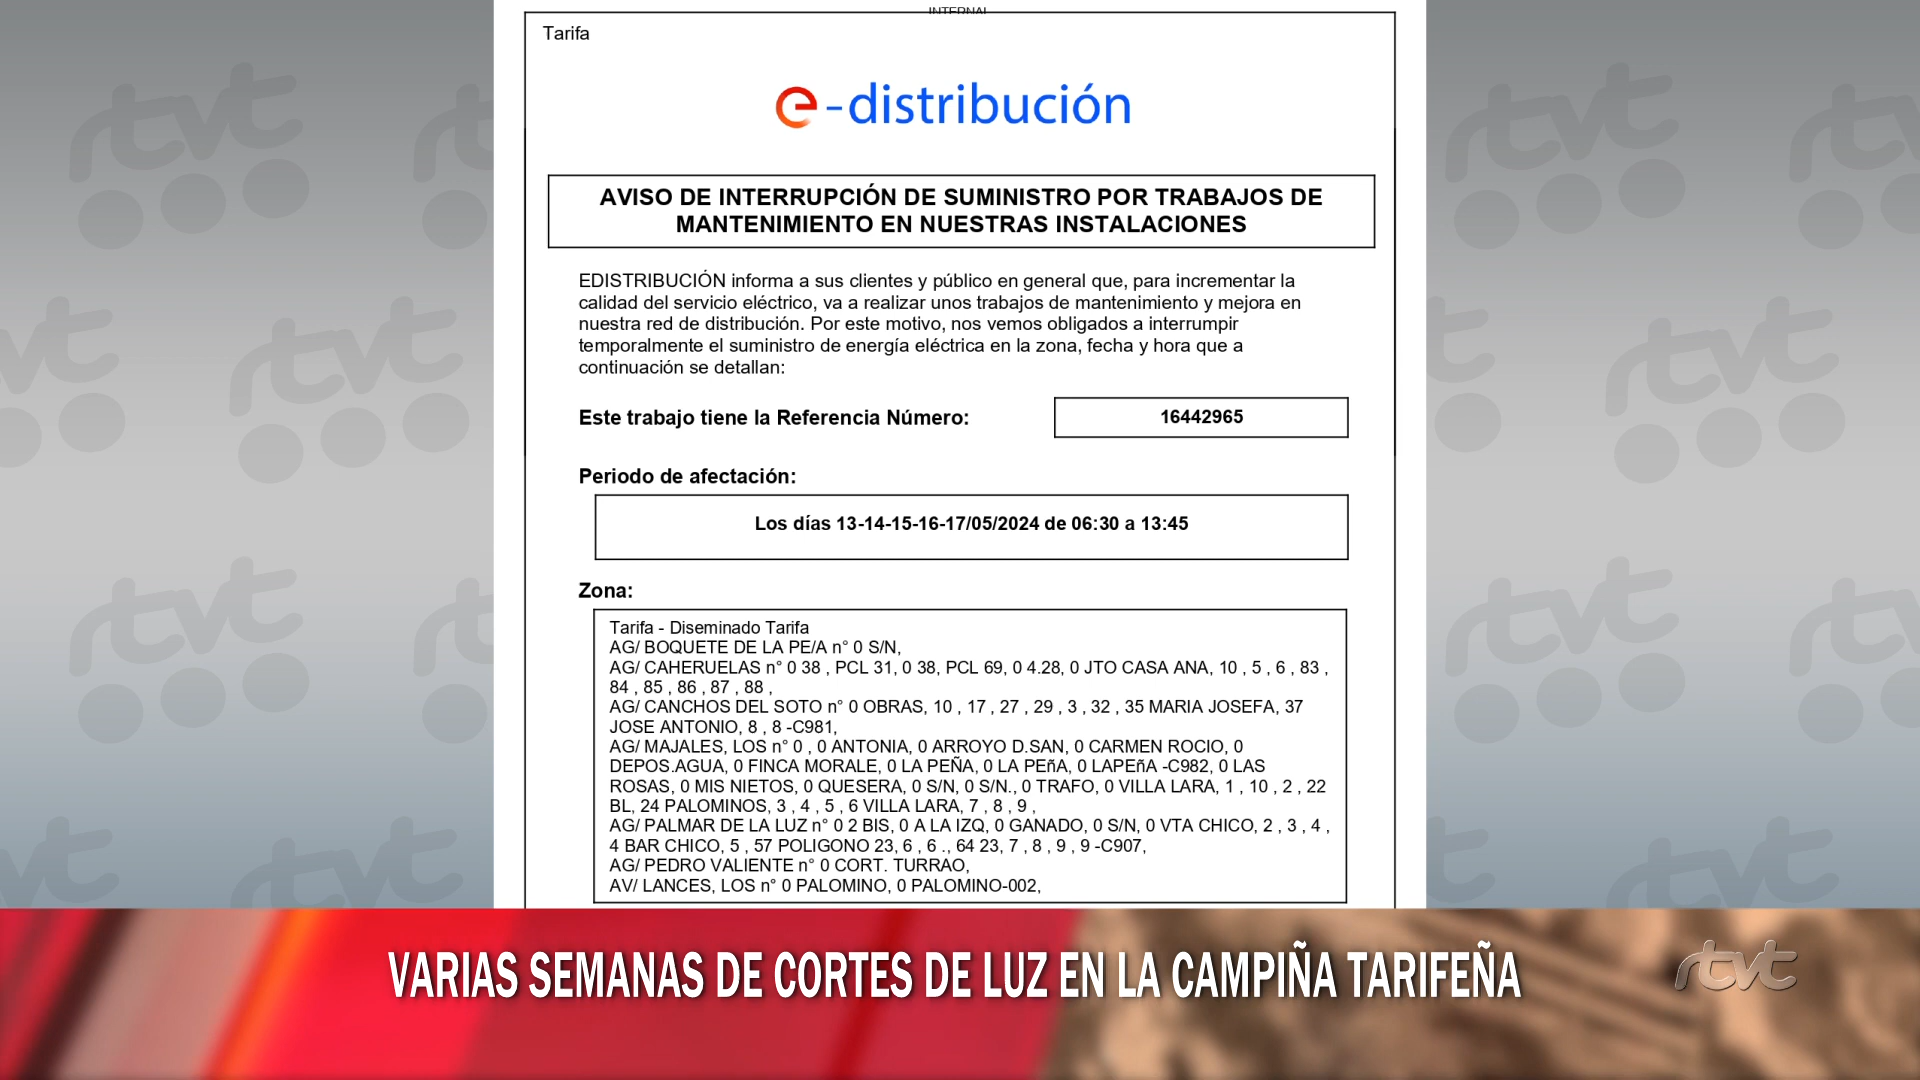 INTERNAL
Tarifa
e-distribución
AVISO DE INTERRUPCIÓN DE SUMINISTRO POR TRABAJOS DE
MANTENIMIENTO EN NUESTRAS INSTALACIONES
EDISTRIBUCIÓN informa a sus clientes y público en general que, para incrementar la
calidad del servicio eléctrico, va a realizar unos trabajos de mantenimiento y mejora en
nuestra red de distribución. Por este motivo, nos vemos obligados a interrumpir
temporalmente el suministro de energía eléctrica en la zona, fecha y hora que a
continuación se detallan:
Este trabajo tiene la Referencia Número: 16442965
Periodo de afectación:
Los días 13-14-15-16-17/05/2024 de 06:30 a 13:45
Zona:
Tarifa - Diseminado Tarifa
AG/ BOQUETE DE LA PE/A n° 0 S/N,
AG/ CAHERUELAS n° 0 38 , PCL 31, 0 38, PCL 69, 0 4.28, 0 JTO CASA ANA, 10 , 5 , 6 , 83 ,
84 , 85 , 86 , 87 , 88 ,
AG/ CANCHOS DEL SOTO n° 0 OBRAS, 10 , 17 , 27 , 29 , 3 , 32 , 35 MARIA JOSEFA, 37
JOSE ANTONIO, 8 , 8 -C981,
AG/ MAJALES, LOS n° 0 , 0 ANTONIA, 0 ARROYO D.SAN, 0 CARMEN ROCIO, 0
DEPOS.AGUA, 0 FINCA MORALE, 0 LA PEÑA, 0 LA PEñA, 0 LAPEñA -C982, 0 LAS
ROSAS, 0 MIS NIETOS, 0 QUESERA, 0 S/N, 0 S/N., 0 TRAFO, 0 VILLA LARA, 1 , 10 , 2 , 22
BL, 24 PALOMINOS, 3 , 4 , 5 , 6 VILLA LARA, 7 , 8 , 9 ,
AG/ PALMAR DE LA LUZ n° 0 2 BIS, 0 A LA IZQ, 0 GANADO, 0 S/N, 0 VTA CHICO, 2 , 3 , 4 ,
4 BAR CHICO, 5 , 57 POLIGONO 23, 6 , 6 ., 64 23, 7 , 8 , 9 , 9 -C907,
AG/ PEDRO VALIENTE n° 0 CORT. TURRAO,
AV/ LANCES, LOS n° 0 PALOMINO, 0 PALOMINO-002,
VARIAS SEMANAS DE CORTES DE LUZ EN LA CAMPIÑA TARIFEÑA
rtvt